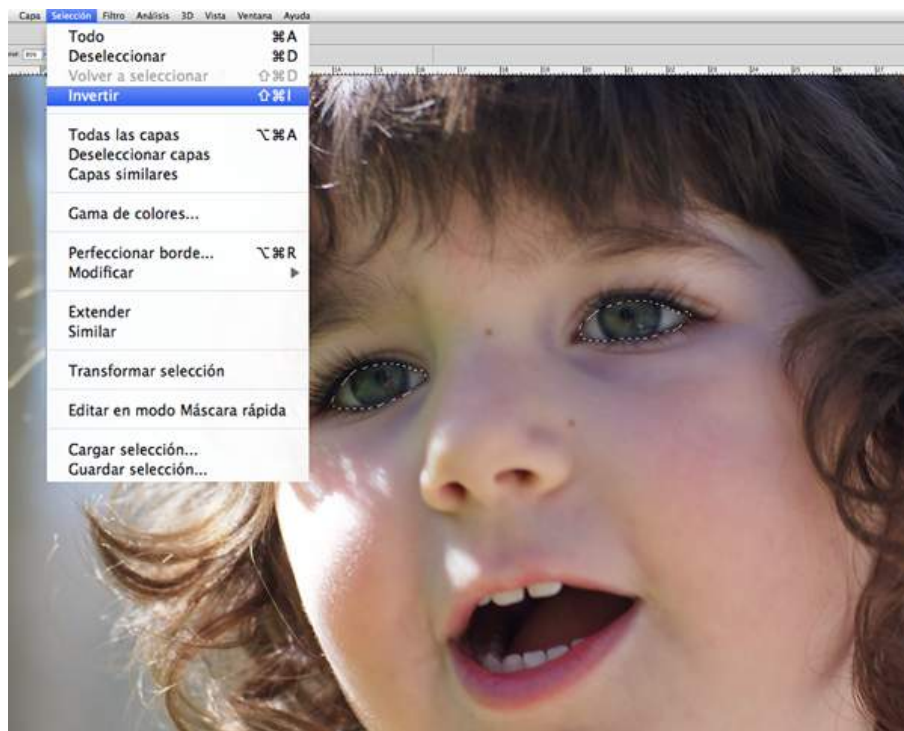 Capa Selección Filtro Análisis 3D Vista Ventana Ayuda
Todo ⌘A
Deseleccionar ⌘D
Volver a seleccionar ⇧⌘D
Invertir ⇧⌘I
Todas las capas ⌥⌘A
Deseleccionar capas
Capas similares
Gama de colores...
Perfeccionar borde... ⌥⌘R
Modificar ▶
Extender
Similar
Transformar selección
Editar en modo Máscara rápida
Cargar selección...
Guardar selección...